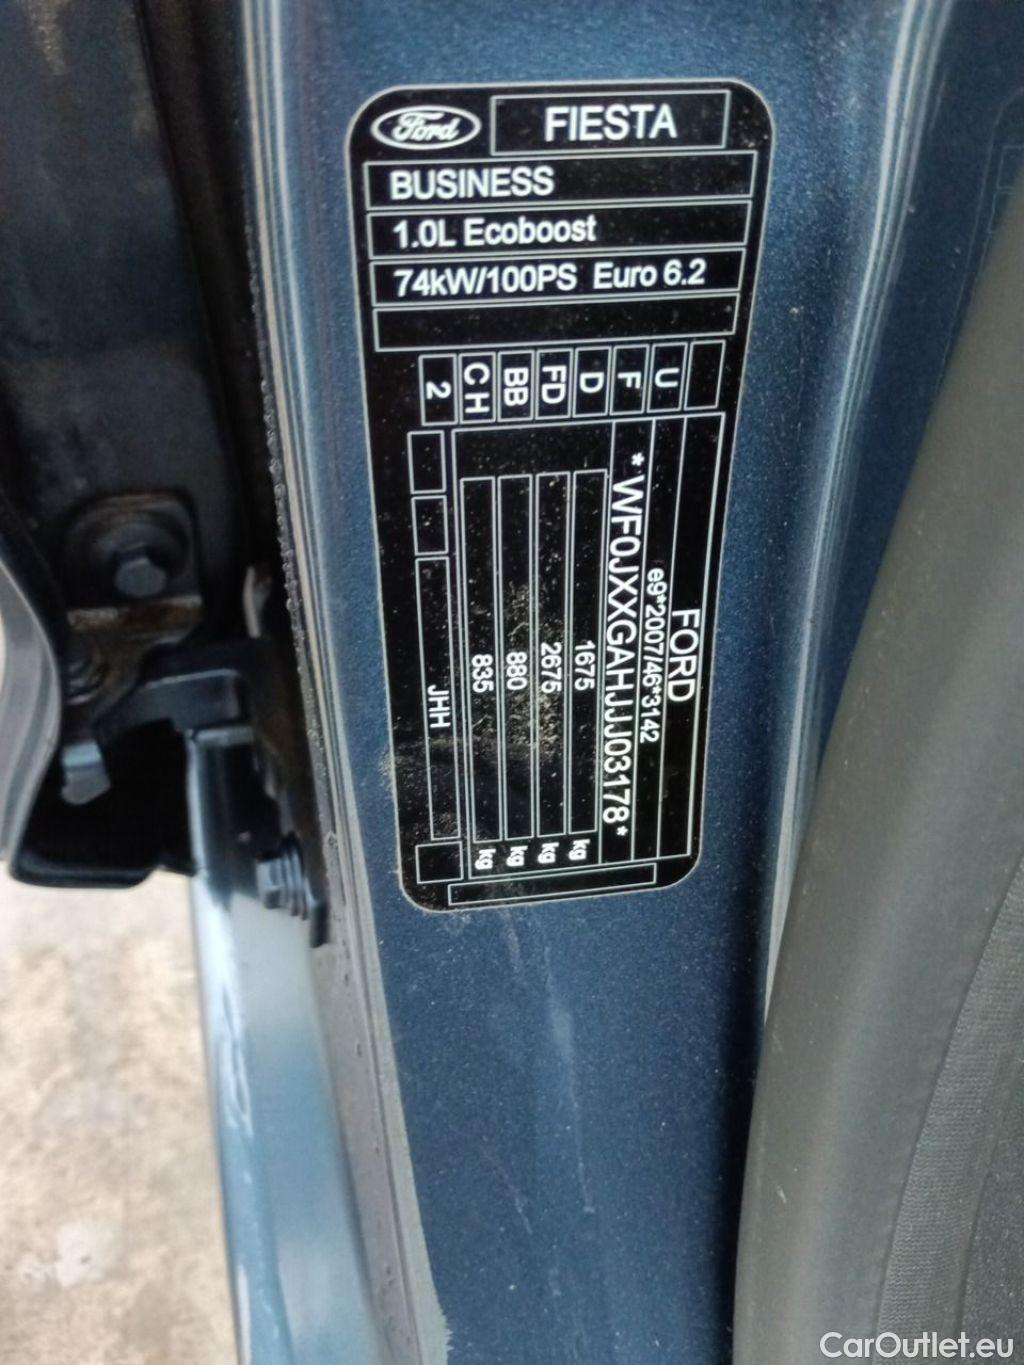 Ford
FIESTA
BUSINESS
1.0L Ecoboost
74kW/100PS Euro 6.2
U
F
D
FD
BB
C H
2
FORD
e9*2007/46*3142
*WF0JXXGAHJJJ03178*
1675 kg
2675 kg
880 kg
835 kg
JHH
CarOutlet.eu